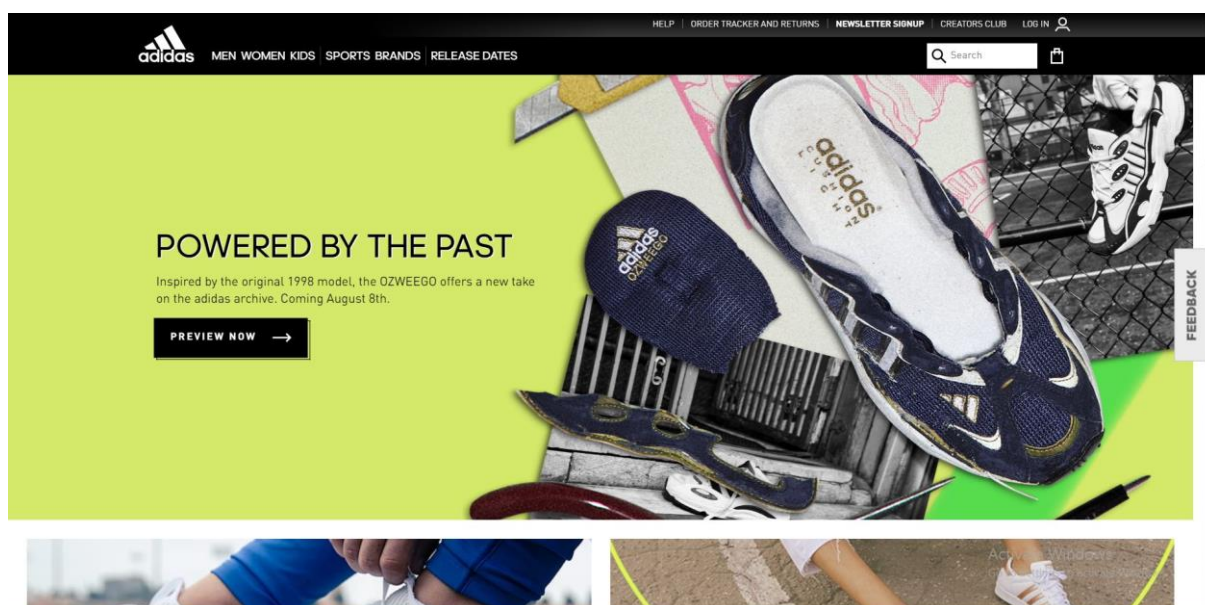 HELP
ORDER TRACKER AND RETURNS
NEWSLETTER SIGNUP
CREATORS CLUB
LOG IN
adidas
MEN WOMEN KIDS SPORTS BRANDS RELEASE DATES
Search
POWERED BY THE PAST
Inspired by the original 1998 model, the OZWEEGO offers a new take
on the adidas archive. Coming August 8th.
PREVIEW NOW
adidas
OZWEEGO
adidas
CUSHION
LIGHT
FEEDBACK